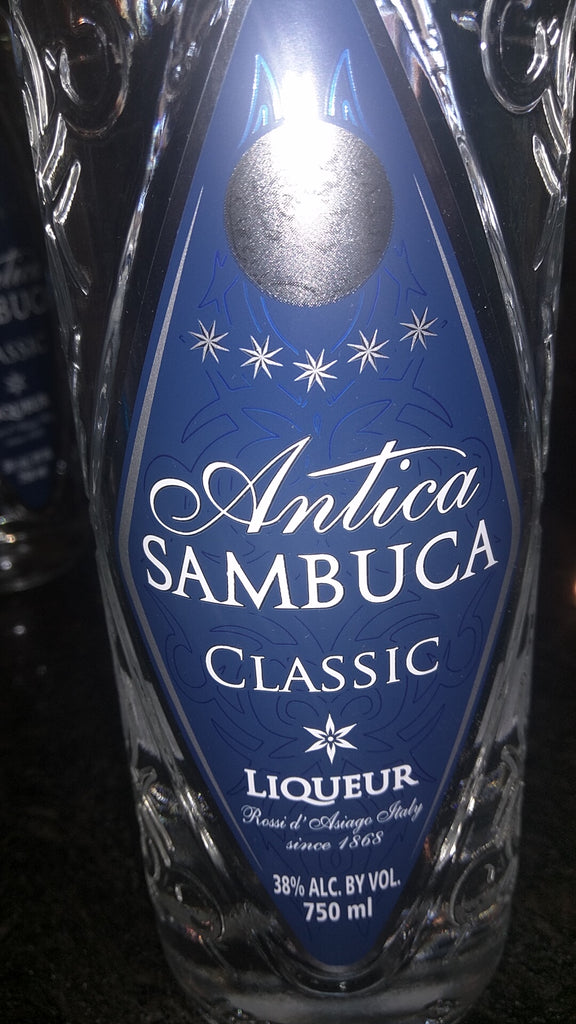 Antica
SAMBUCA
CLASSIC
LIQUEUR
Rossi d'Asiago Italy
since 1868
38% ALC. BY VOL.
750 ml